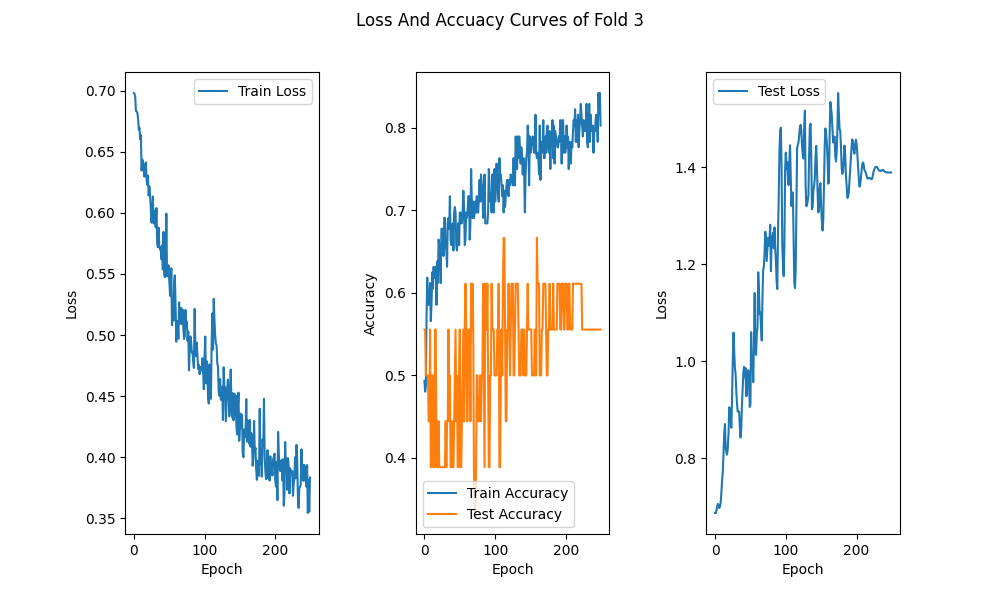 Loss And Accuacy Curves of Fold 3
0.70
0.65
0.60
0.55
0.50
0.45
0.40
0.35
Loss
0
100
200
Epoch
Train Loss
0.8
0.7
0.6
0.5
0.4
Accuracy
0
100
200
Epoch
Train Accuracy
Test Accuracy
1.4
1.2
1.0
0.8
Loss
0
100
200
Epoch
Test Loss